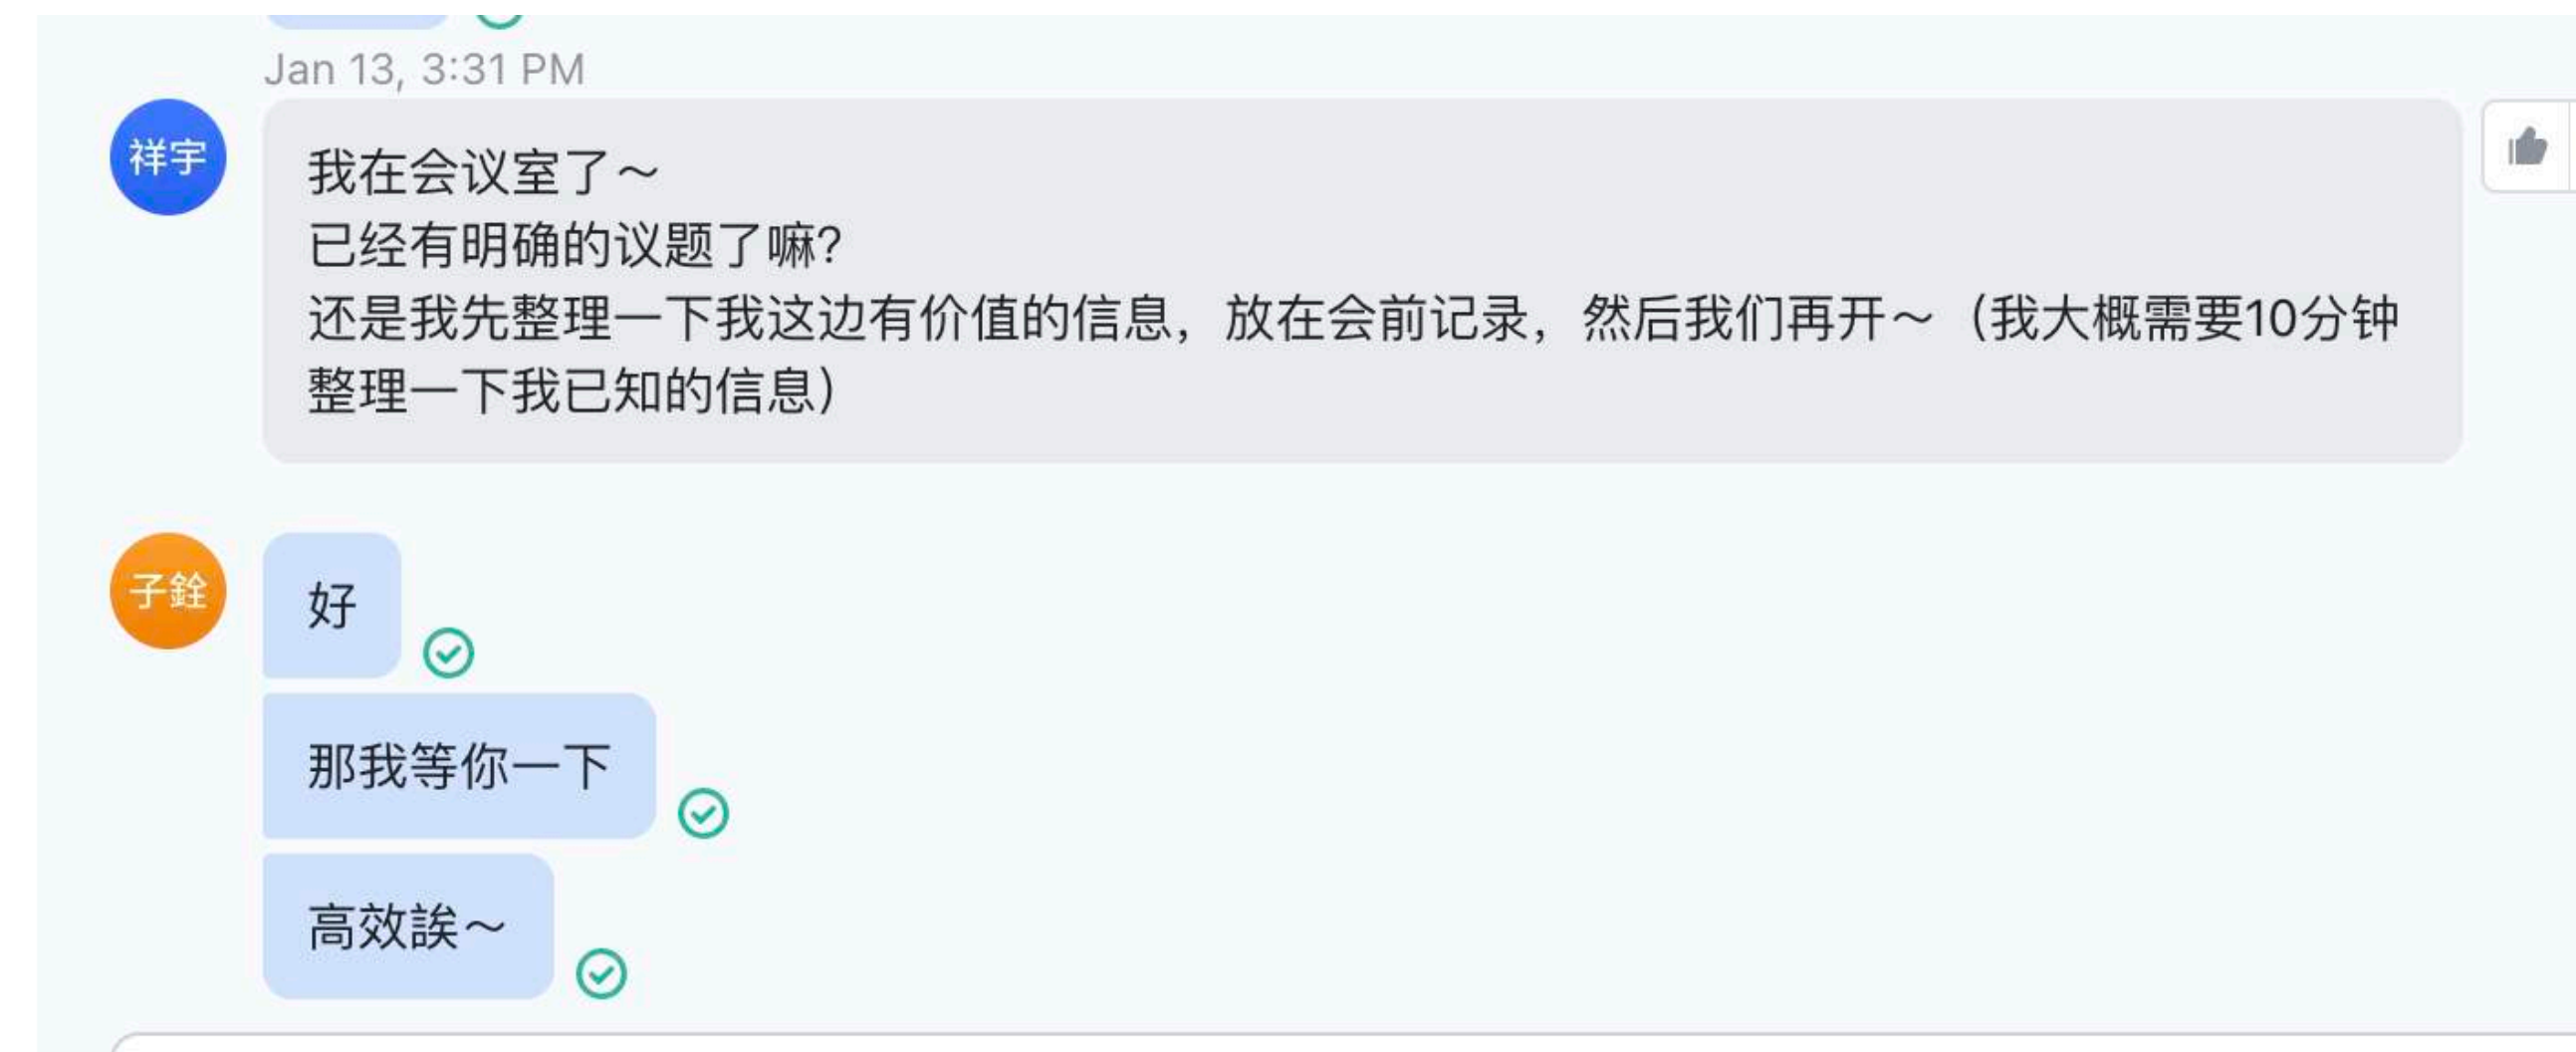 Jan 13, 3:31 PM
祥宇
我在会议室了～
已经有明确的议题了嘛?
还是我先整理一下我这边有价值的信息，放在会前记录，然后我们再开～（我大概需要10分钟
整理一下我已知的信息）
子銓
好
那我等你一下
高效誒～